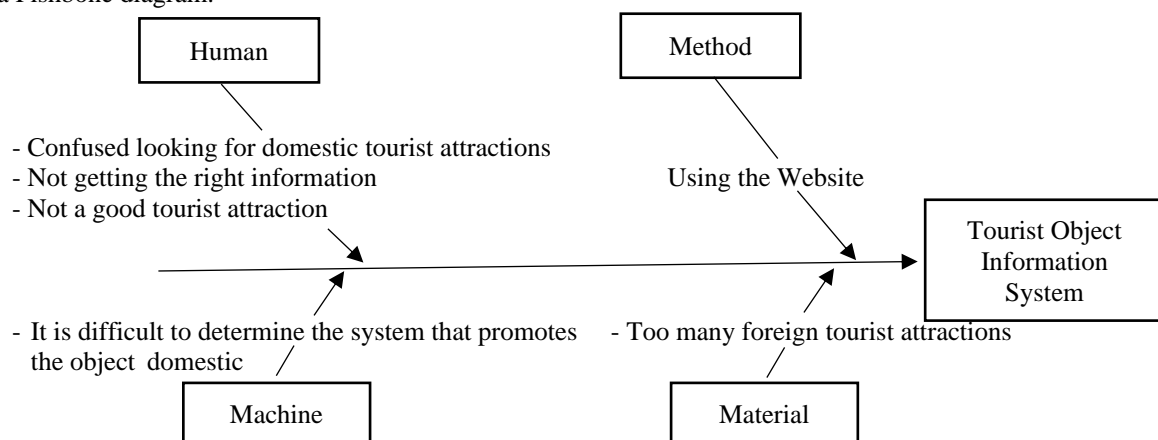 a Fishbone diagram.
Human
Method
- Confused looking for domestic tourist attractions
- Not getting the right information
- Not a good tourist attraction
Using the Website
Tourist Object
Information
System
- It is difficult to determine the system that promotes
the object domestic
- Too many foreign tourist attractions
Machine
Material